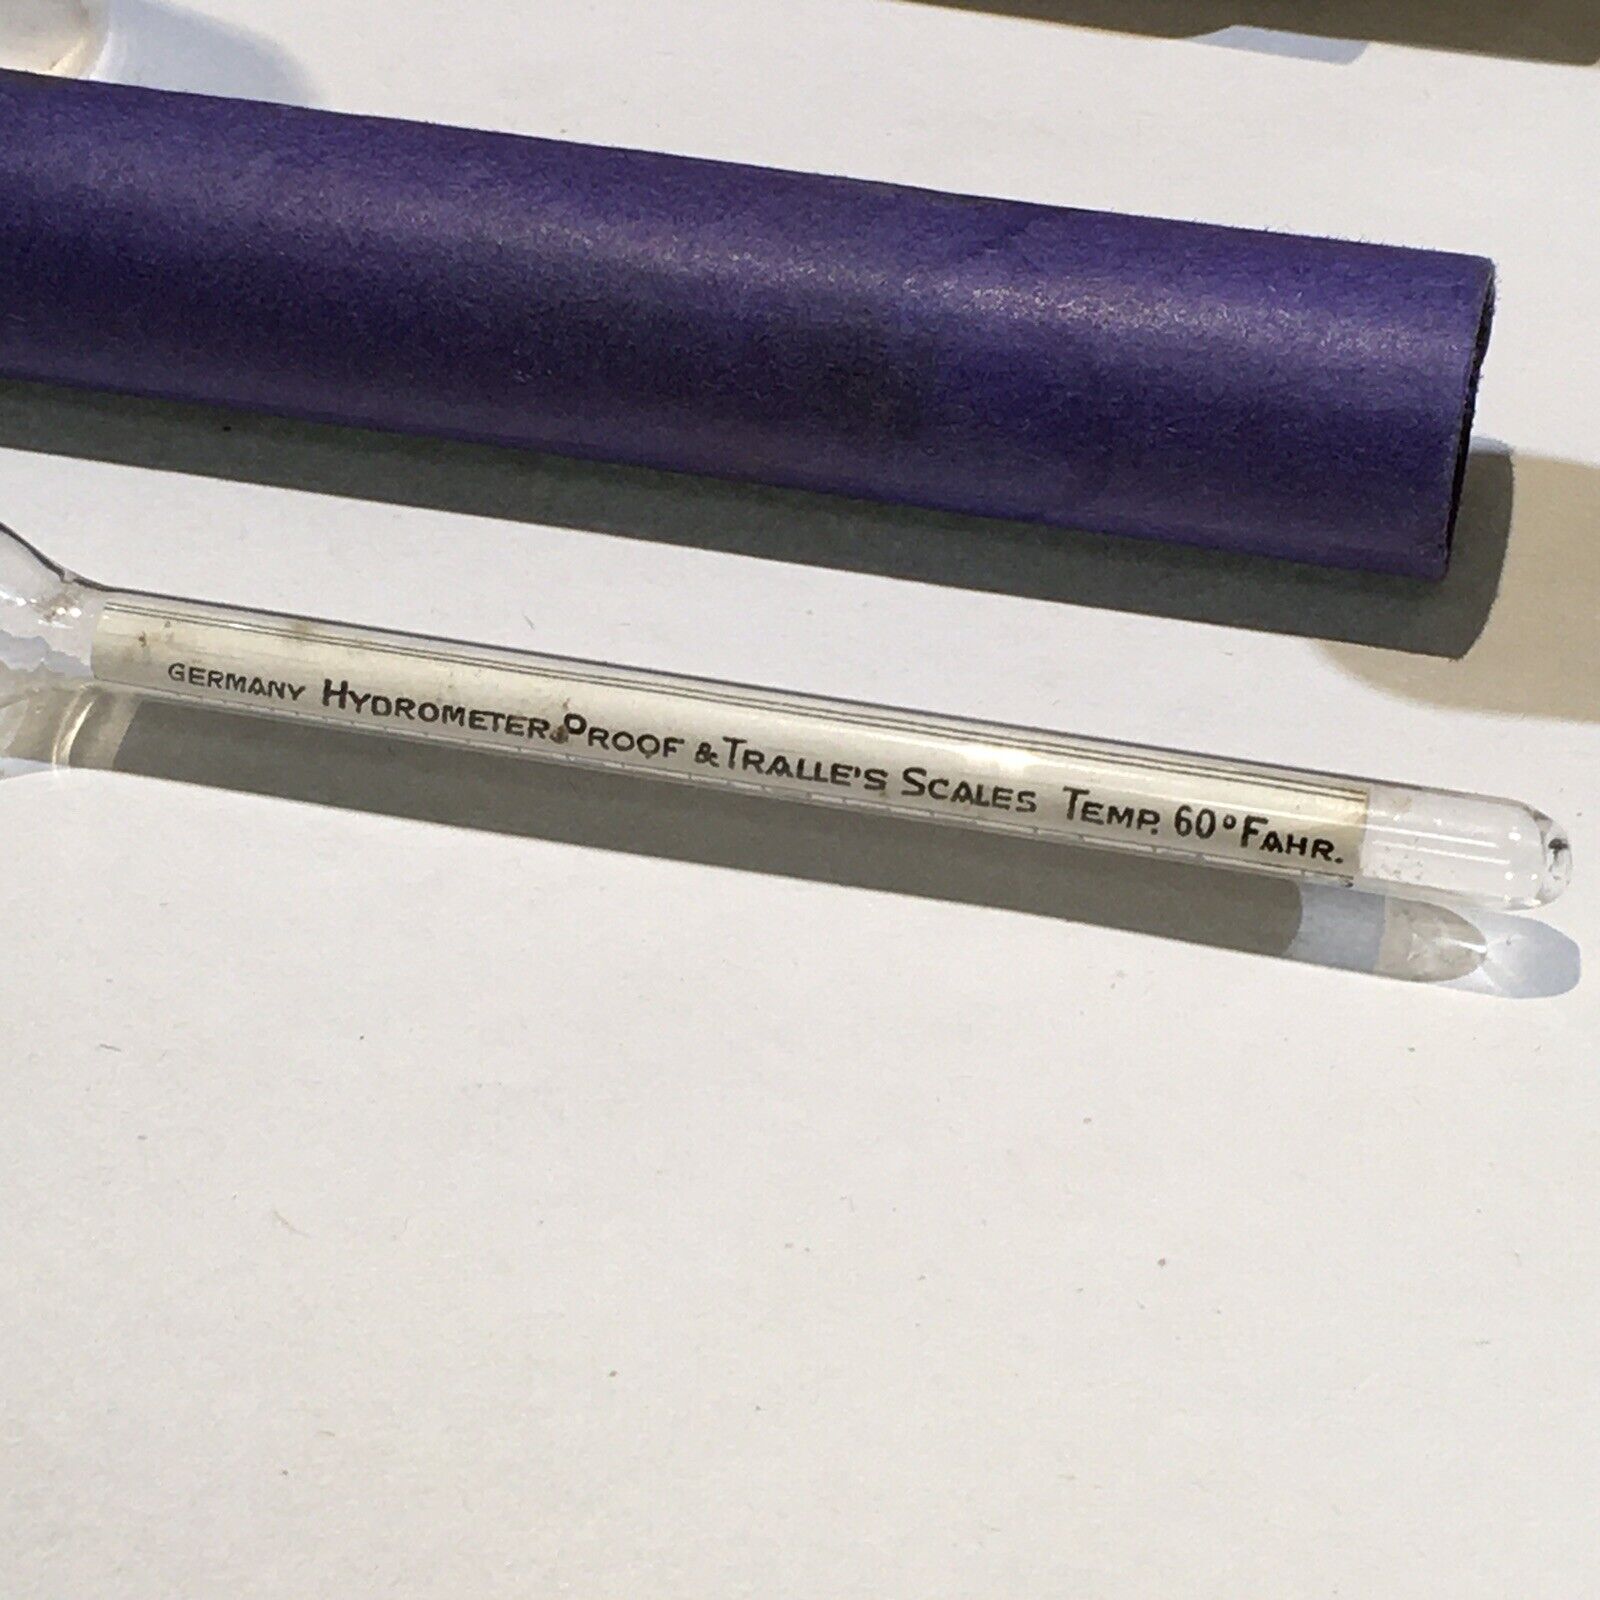 GERMANY HYDROMETER PROOF & TRALLE'S SCALES TEMP. 60° FAHR.